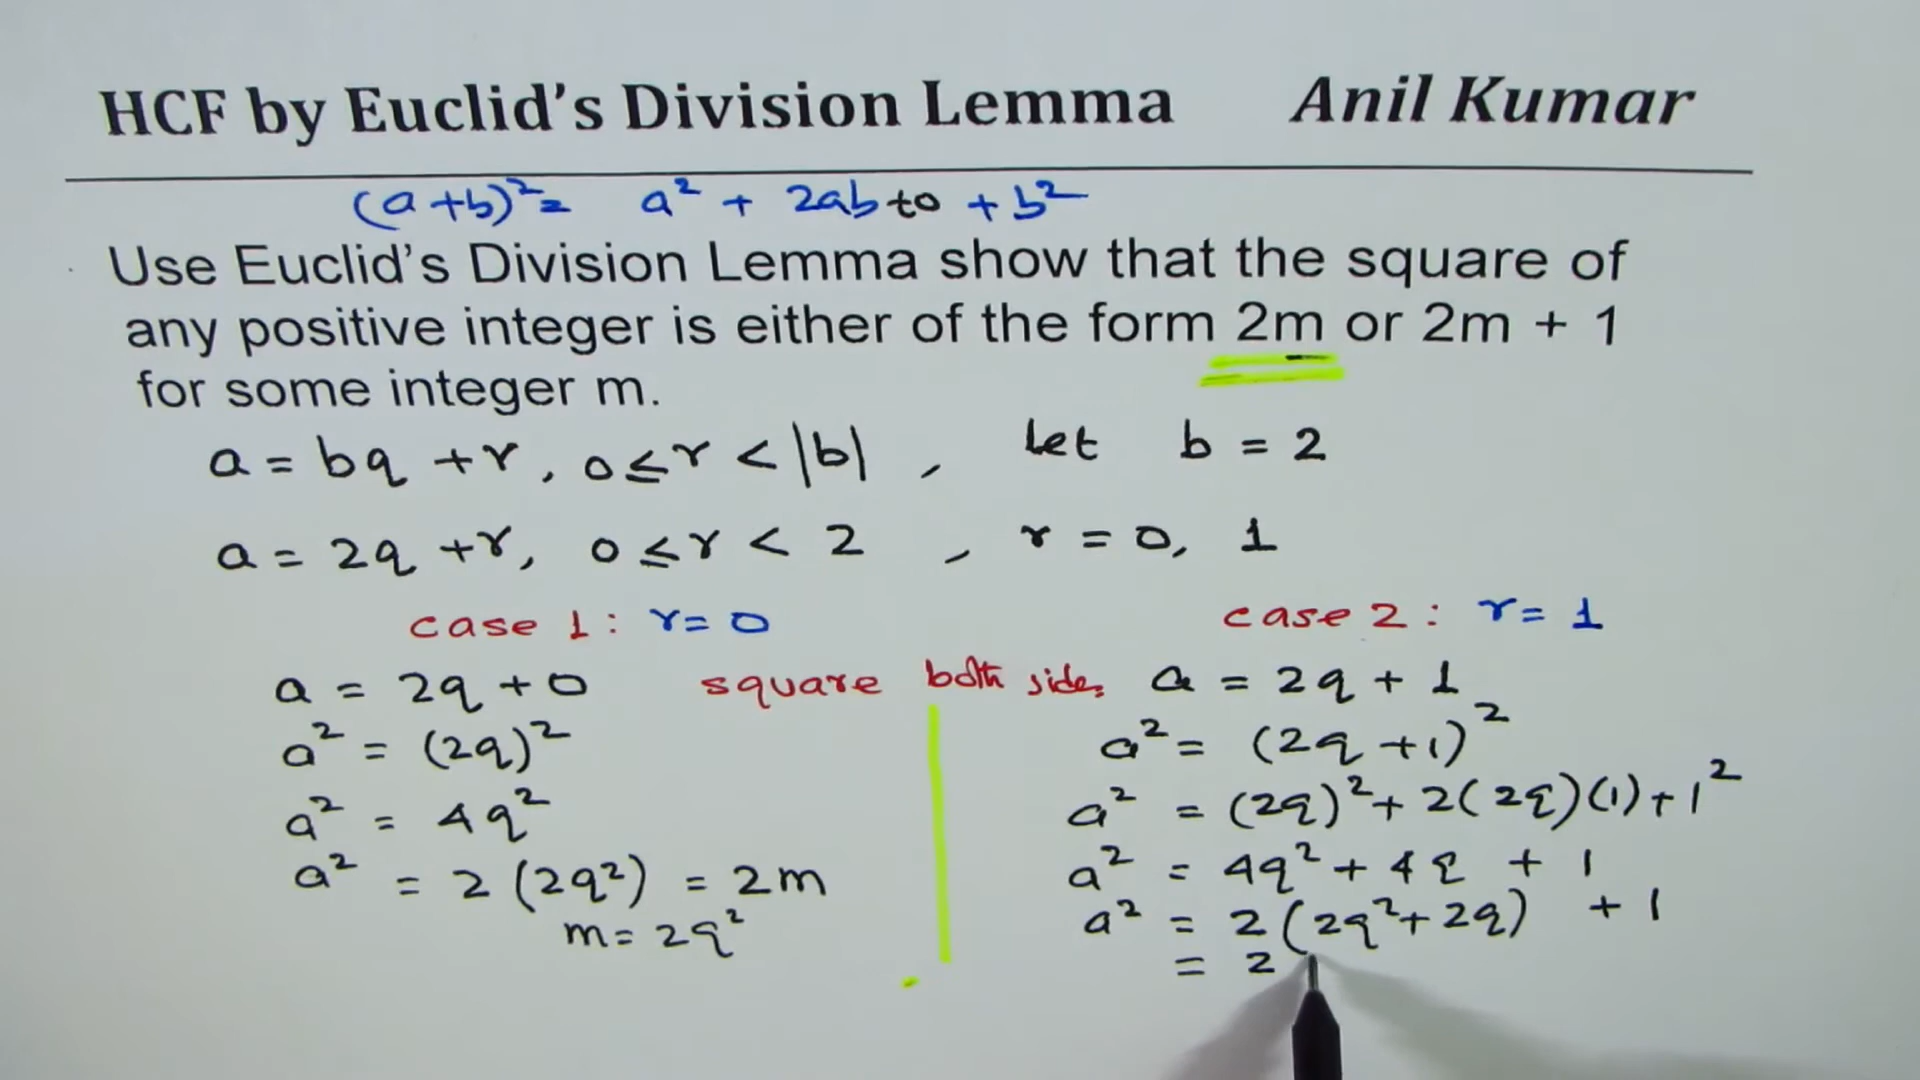 HCF by Euclid's Division Lemma Anil Kumar
(a+b)² = a² + 2ab to + b²
Use Euclid's Division Lemma show that the square of
any positive integer is either of the form 2m or 2m + 1
for some integer m.
a = bq + r, 0 ≤ r < |b| , Let b = 2
a = 2q + r, 0 ≤ r < 2 , r = 0, 1
case 1 : r = 0 case 2 : r = 1
a = 2q + 0 square both sides a = 2q + 1
a² = (2q)² a² = (2q + 1)²
a² = 4q² a² = (2q)² + 2(2q)(1) + 1²
a² = 2(2q²) = 2m a² = 4q² + 4q + 1
m = 2q² a² = 2(2q² + 2q) + 1
= 2